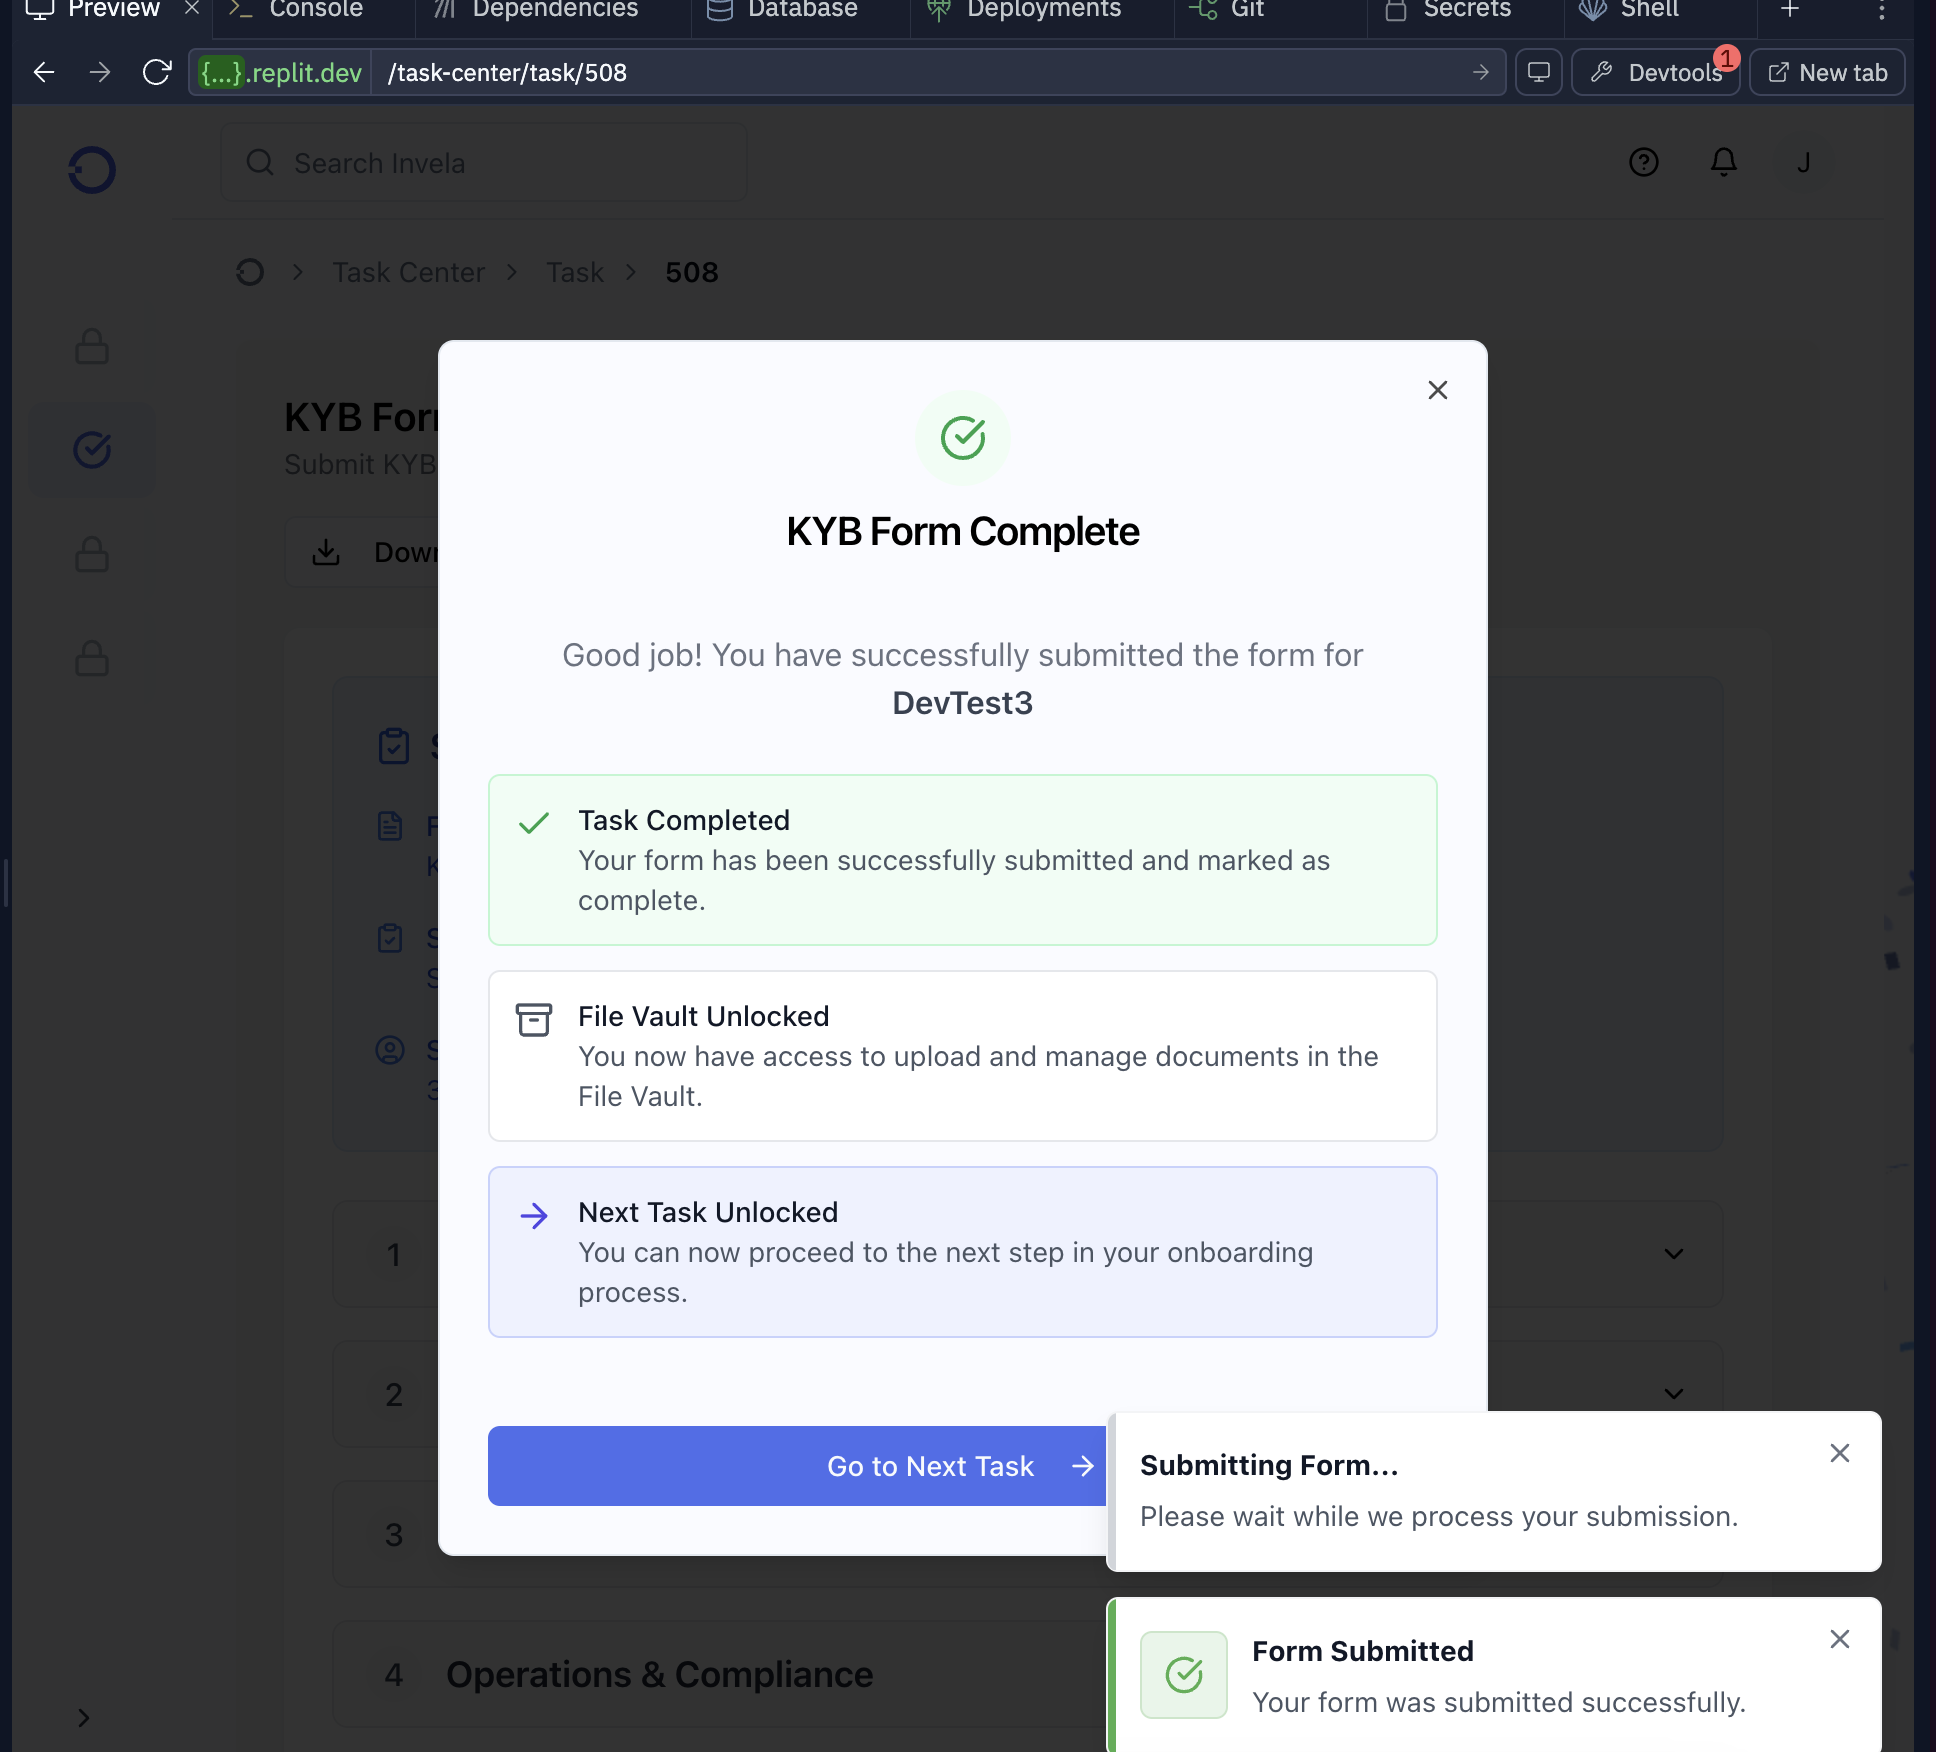 Preview
Console
Dependencies
Database
Deployments
Git
Secrets
Shell
{...}.replit.dev
/task-center/task/508
Devtools
1
New tab
Search Invela
J
Task Center
Task
508
KYB For
Submit KYB
Dow
KYB Form Complete
Good job! You have successfully submitted the form for
DevTest3
Task Completed
Your form has been successfully submitted and marked as
complete.
File Vault Unlocked
You now have access to upload and manage documents in the
File Vault.
Next Task Unlocked
You can now proceed to the next step in your onboarding
process.
Go to Next Task
1
2
3
4
Operations & Compliance
Submitting Form...
Please wait while we process your submission.
Form Submitted
Your form was submitted successfully.